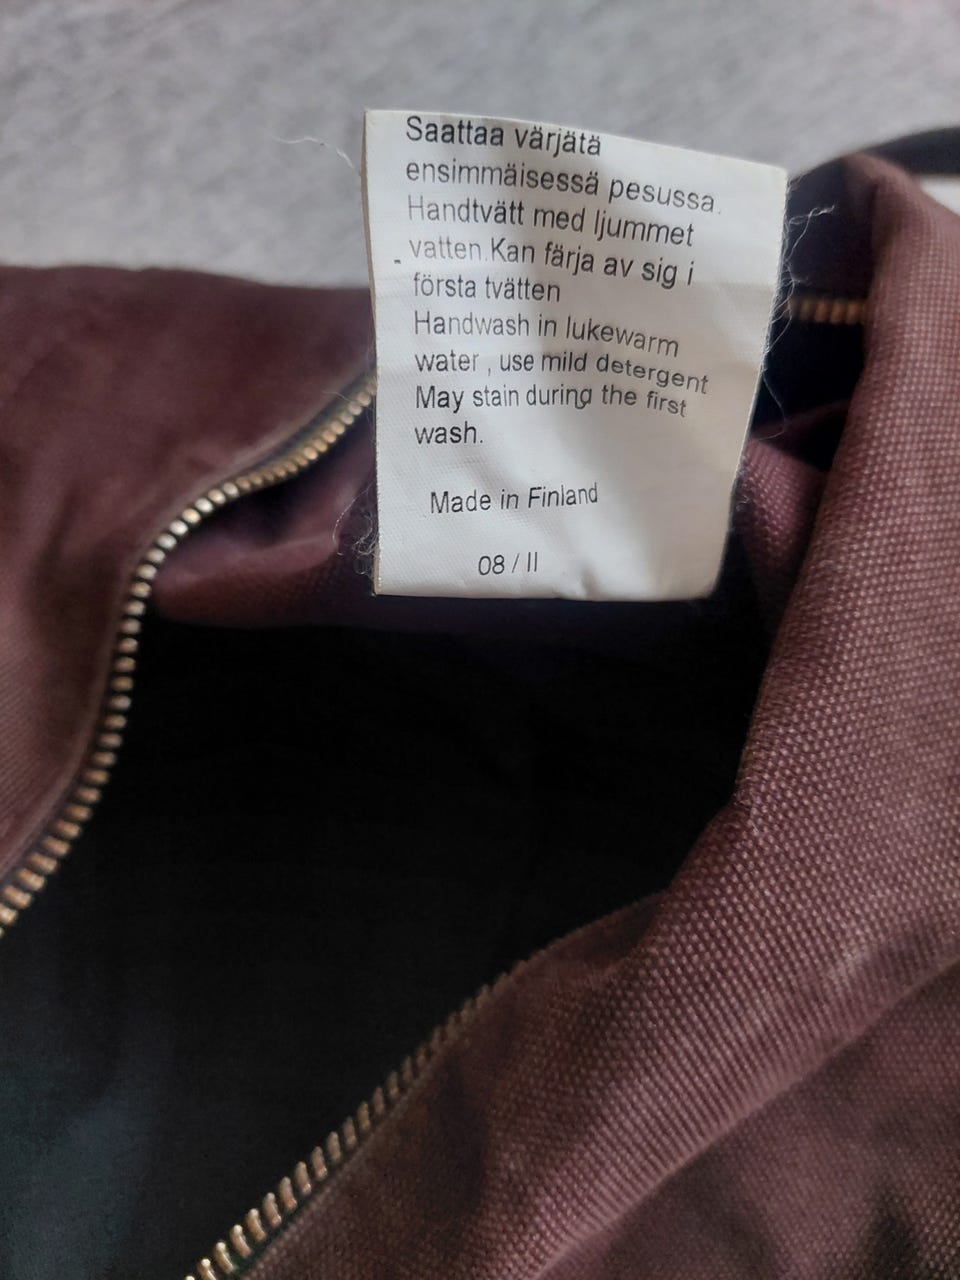 Saattaa värjätä
ensimmäisessä pesussa.
Handtvätt med ljummet
vatten.Kan färja av sig i
första tvätten
Handwash in lukewarm
water , use mild detergent
May stain during the first
wash.
Made in Finland
08 / II